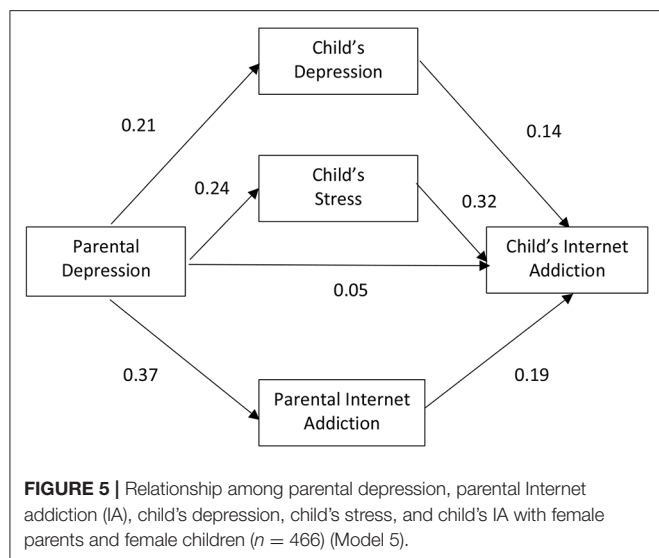 Child's
Depression
0.21
0.14
0.24
Child's
Stress
0.32
Parental
Depression
Child's Internet
Addiction
0.05
0.37
0.19
Parental Internet
Addiction
FIGURE 5 | Relationship among parental depression, parental Internet
addiction (IA), child's depression, child's stress, and child's IA with female
parents and female children (n = 466) (Model 5).